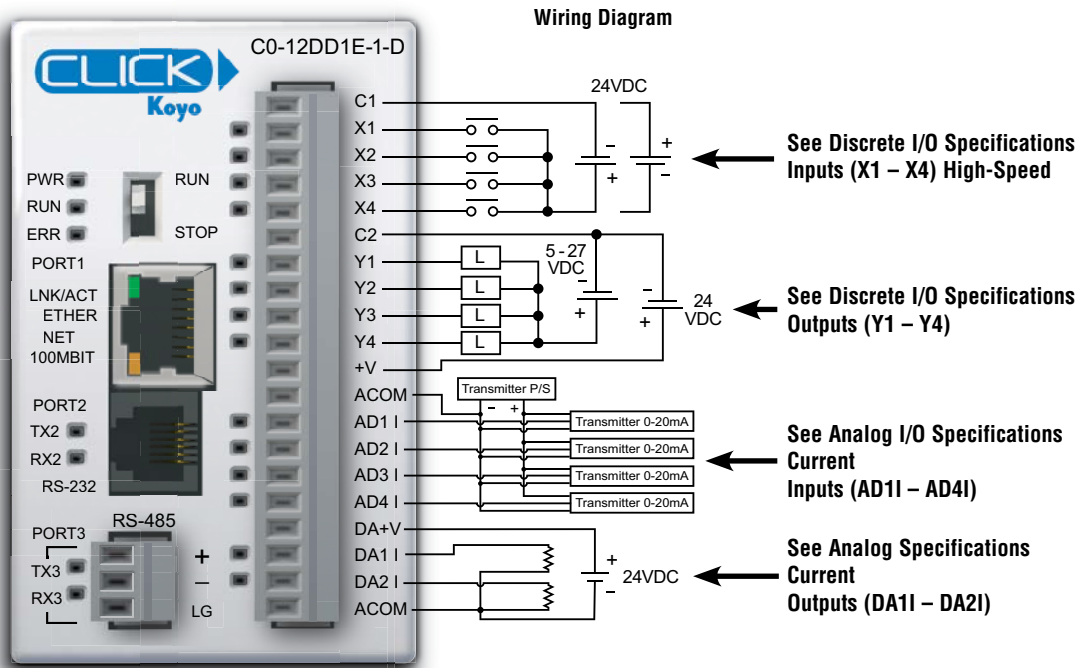 Wiring Diagram
C0-12DD1E-1-D
CLICK
Koyo
PWR
RUN
ERR
RUN
STOP
PORT1
LNK/ACT
ETHER
NET
100MBIT
PORT2
TX2
RX2
RS-232
PORT3
RS-485
TX3
RX3
+
–
LG
C1
X1
X2
X3
X4
C2
Y1
Y2
Y3
Y4
+V
ACOM
AD1 I
AD2 I
AD3 I
AD4 I
DA+V
DA1 I
DA2 I
ACOM
24VDC
-
+
+
-
See Discrete I/O Specifications
Inputs (X1 – X4) High-Speed
L
L
L
L
5 - 27
VDC
-
+
-
+
24
VDC
See Discrete I/O Specifications
Outputs (Y1 – Y4)
Transmitter P/S
- +
Transmitter 0-20mA
Transmitter 0-20mA
Transmitter 0-20mA
Transmitter 0-20mA
See Analog I/O Specifications
Current
Inputs (AD1I – AD4I)
+
-
24VDC
See Analog Specifications
Current
Outputs (DA1I – DA2I)